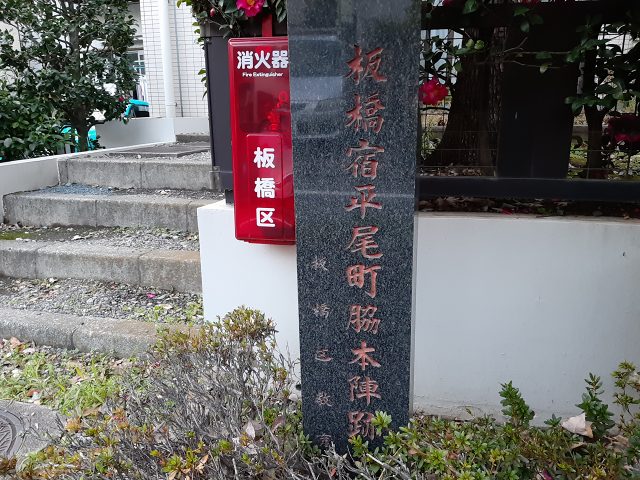 消火器
Fire Extinguisher
板橋区
板橋宿平尾町脇本陣跡
板橋区教